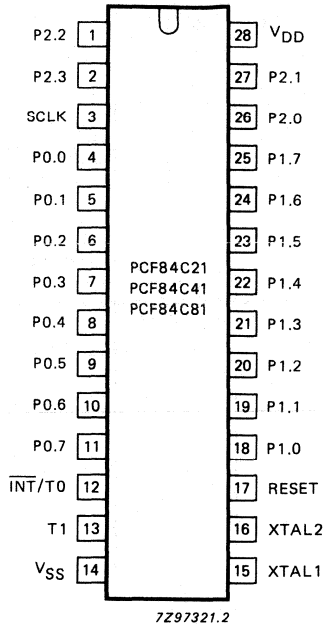 P2.2 1 28 VDD
P2.3 2 27 P2.1
SCLK 3 26 P2.0
P0.0 4 25 P1.7
P0.1 5 24 P1.6
P0.2 6 23 P1.5
PCF84C21
P0.3 7 22 P1.4
PCF84C41
PCF84C81
P0.4 8 21 P1.3
P0.5 9 20 P1.2
P0.6 10 19 P1.1
P0.7 11 18 P1.0
INT/T0 12 17 RESET
T1 13 16 XTAL2
VSS 14 15 XTAL1
7Z97321.2